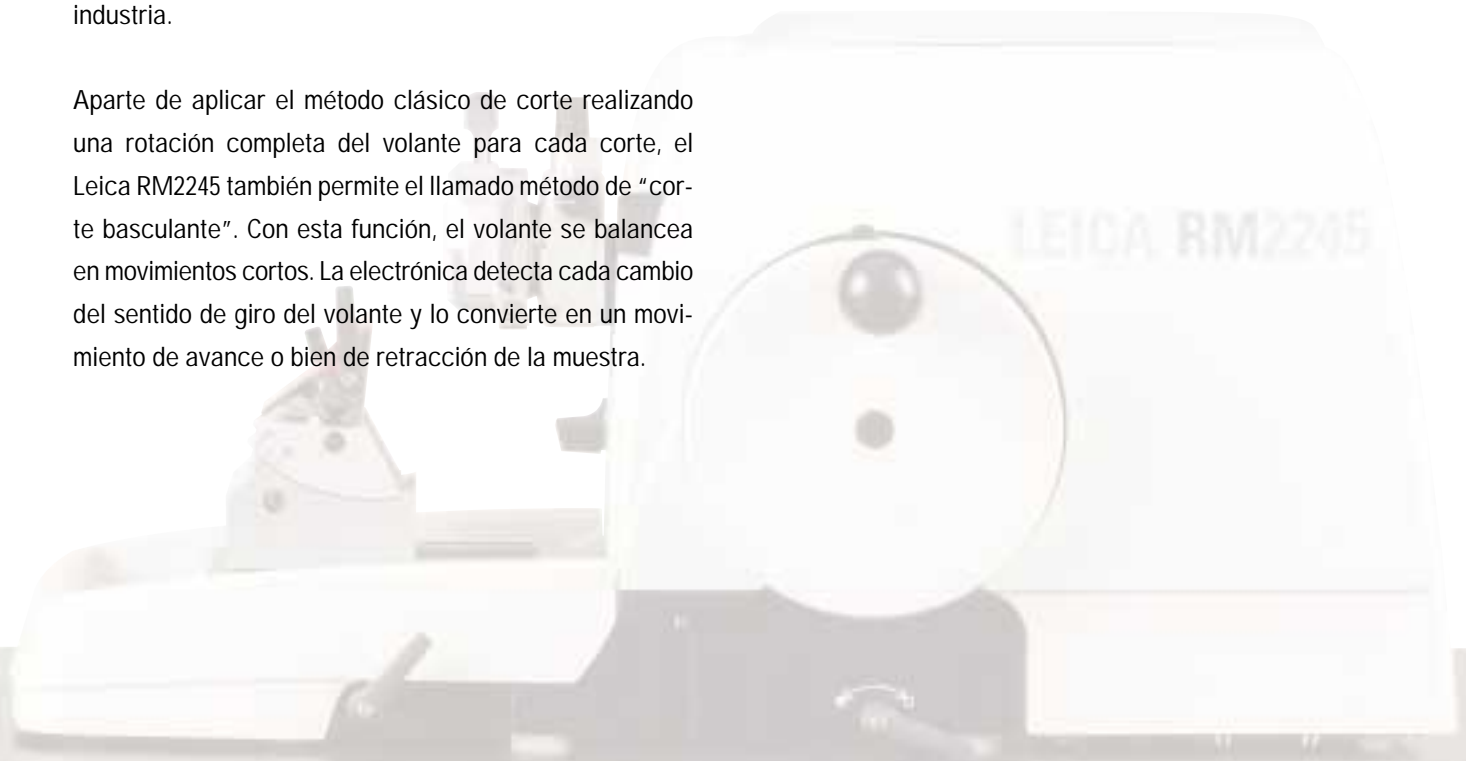 industria.
Aparte de aplicar el método clásico de corte realizando
una rotación completa del volante para cada corte, el
Leica RM2245 también permite el llamado método de “cor-
te basculante”. Con esta función, el volante se balancea
en movimientos cortos. La electrónica detecta cada cambio
del sentido de giro del volante y lo convierte en un movi-
miento de avance o bien de retracción de la muestra.
LEICA RM2245